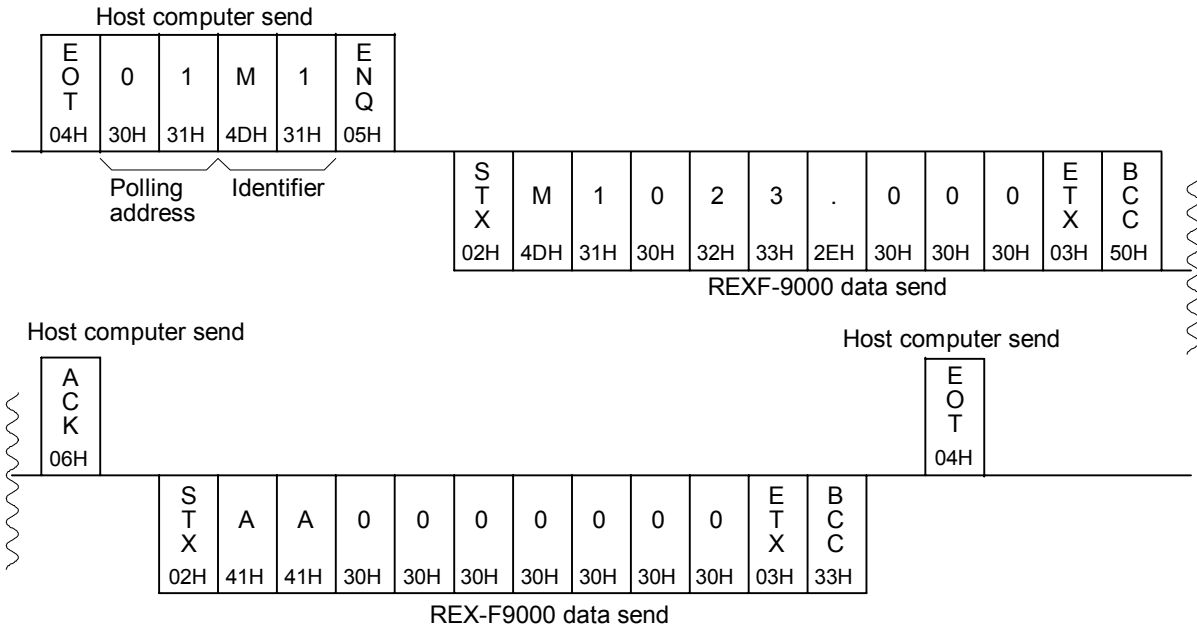 Host computer send
EOT 0 1 M 1 ENQ
04H 30H 31H 4DH 31H 05H
Polling address Identifier
STX M 1 0 2 3 . 0 0 0 ETX BCC
02H 4DH 31H 30H 32H 33H 2EH 30H 30H 30H 03H 50H
REXF-9000 data send
Host computer send
ACK
06H
Host computer send
EOT
04H
STX A A 0 0 0 0 0 0 0 ETX BCC
02H 41H 41H 30H 30H 30H 30H 30H 30H 30H 03H 33H
REX-F9000 data send